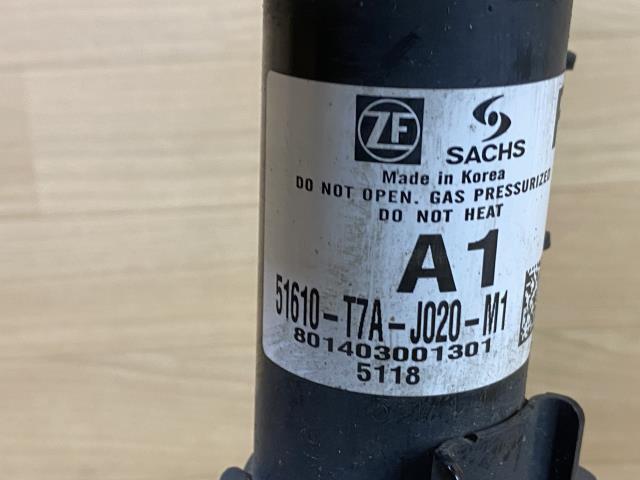 ZF
SACHS
Made in Korea
DO NOT OPEN. GAS PRESSURIZED
DO NOT HEAT
A1
51610-T7A-J020-M1
801403001301
5118